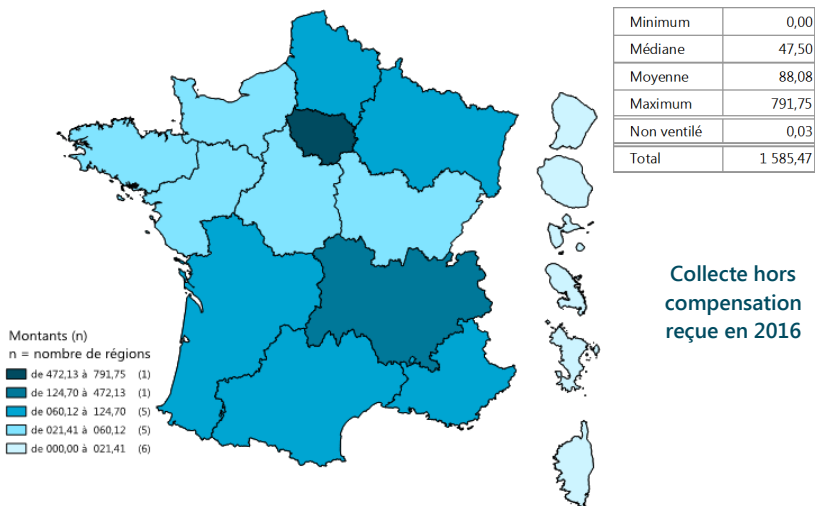 Minimum 0,00
Médiane 47,50
Moyenne 88,08
Maximum 791,75
Non ventilé 0,03
Total 1 585,47
Collecte hors
compensation
reçue en 2016
Montants (n)
n = nombre de régions
de 472,13 à 791,75 (1)
de 124,70 à 472,13 (1)
de 060,12 à 124,70 (5)
de 021,41 à 060,12 (5)
de 000,00 à 021,41 (6)